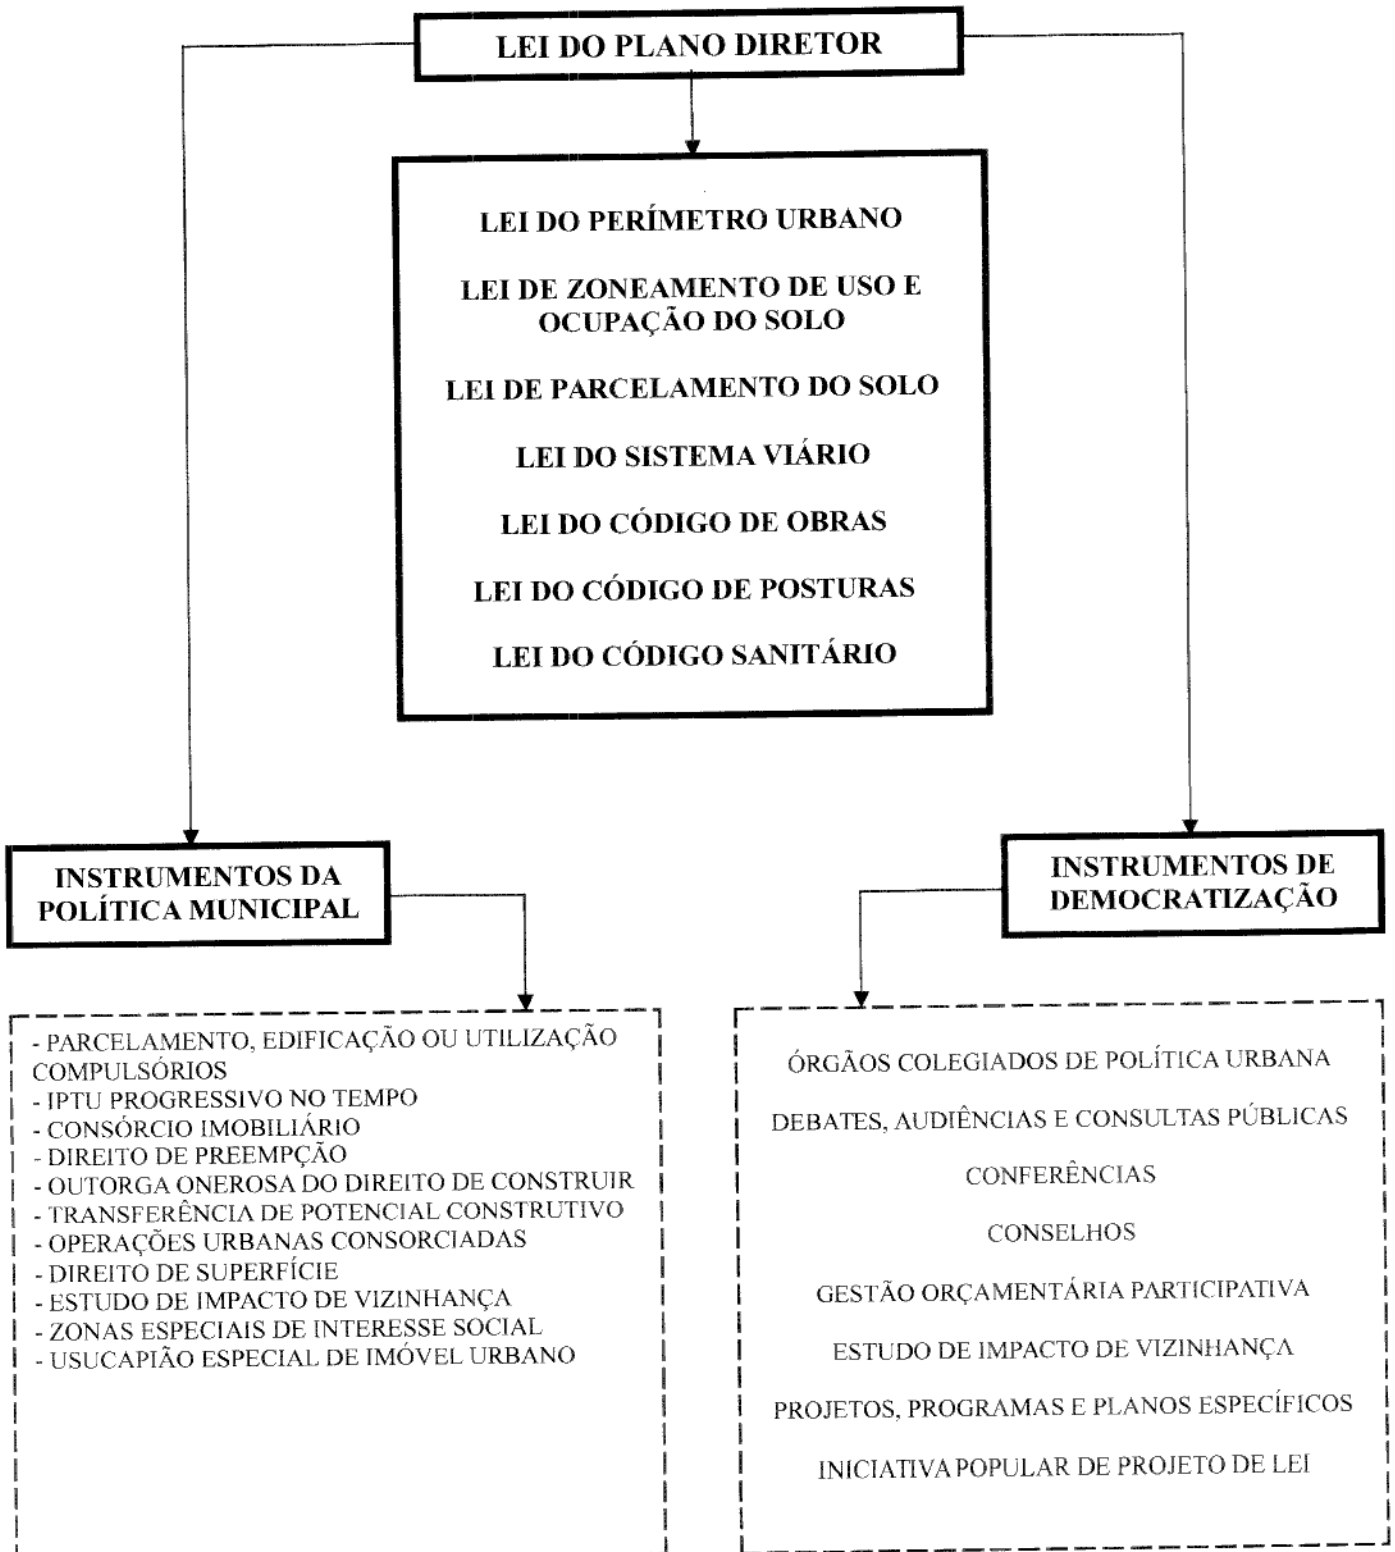 LEI DO PLANO DIRETOR
LEI DO PERÍMETRO URBANO
LEI DE ZONEAMENTO DE USO E
OCUPAÇÃO DO SOLO
LEI DE PARCELAMENTO DO SOLO
LEI DO SISTEMA VIÁRIO
LEI DO CÓDIGO DE OBRAS
LEI DO CÓDIGO DE POSTURAS
LEI DO CÓDIGO SANITÁRIO
INSTRUMENTOS DA
POLÍTICA MUNICIPAL
- PARCELAMENTO, EDIFICAÇÃO OU UTILIZAÇÃO
COMPULSÓRIOS
- IPTU PROGRESSIVO NO TEMPO
- CONSÓRCIO IMOBILIÁRIO
- DIREITO DE PREEMPÇÃO
- OUTORGA ONEROSA DO DIREITO DE CONSTRUIR
- TRANSFERÊNCIA DE POTENCIAL CONSTRUTIVO
- OPERAÇÕES URBANAS CONSORCIADAS
- DIREITO DE SUPERFÍCIE
- ESTUDO DE IMPACTO DE VIZINHANÇA
- ZONAS ESPECIAIS DE INTERESSE SOCIAL
- USUCAPIÃO ESPECIAL DE IMÓVEL URBANO
INSTRUMENTOS DE
DEMOCRATIZAÇÃO
ÓRGÃOS COLEGIADOS DE POLÍTICA URBANA
DEBATES, AUDIÊNCIAS E CONSULTAS PÚBLICAS
CONFERÊNCIAS
CONSELHOS
GESTÃO ORÇAMENTÁRIA PARTICIPATIVA
ESTUDO DE IMPACTO DE VIZINHANÇA
PROJETOS, PROGRAMAS E PLANOS ESPECÍFICOS
INICIATIVA POPULAR DE PROJETO DE LEI